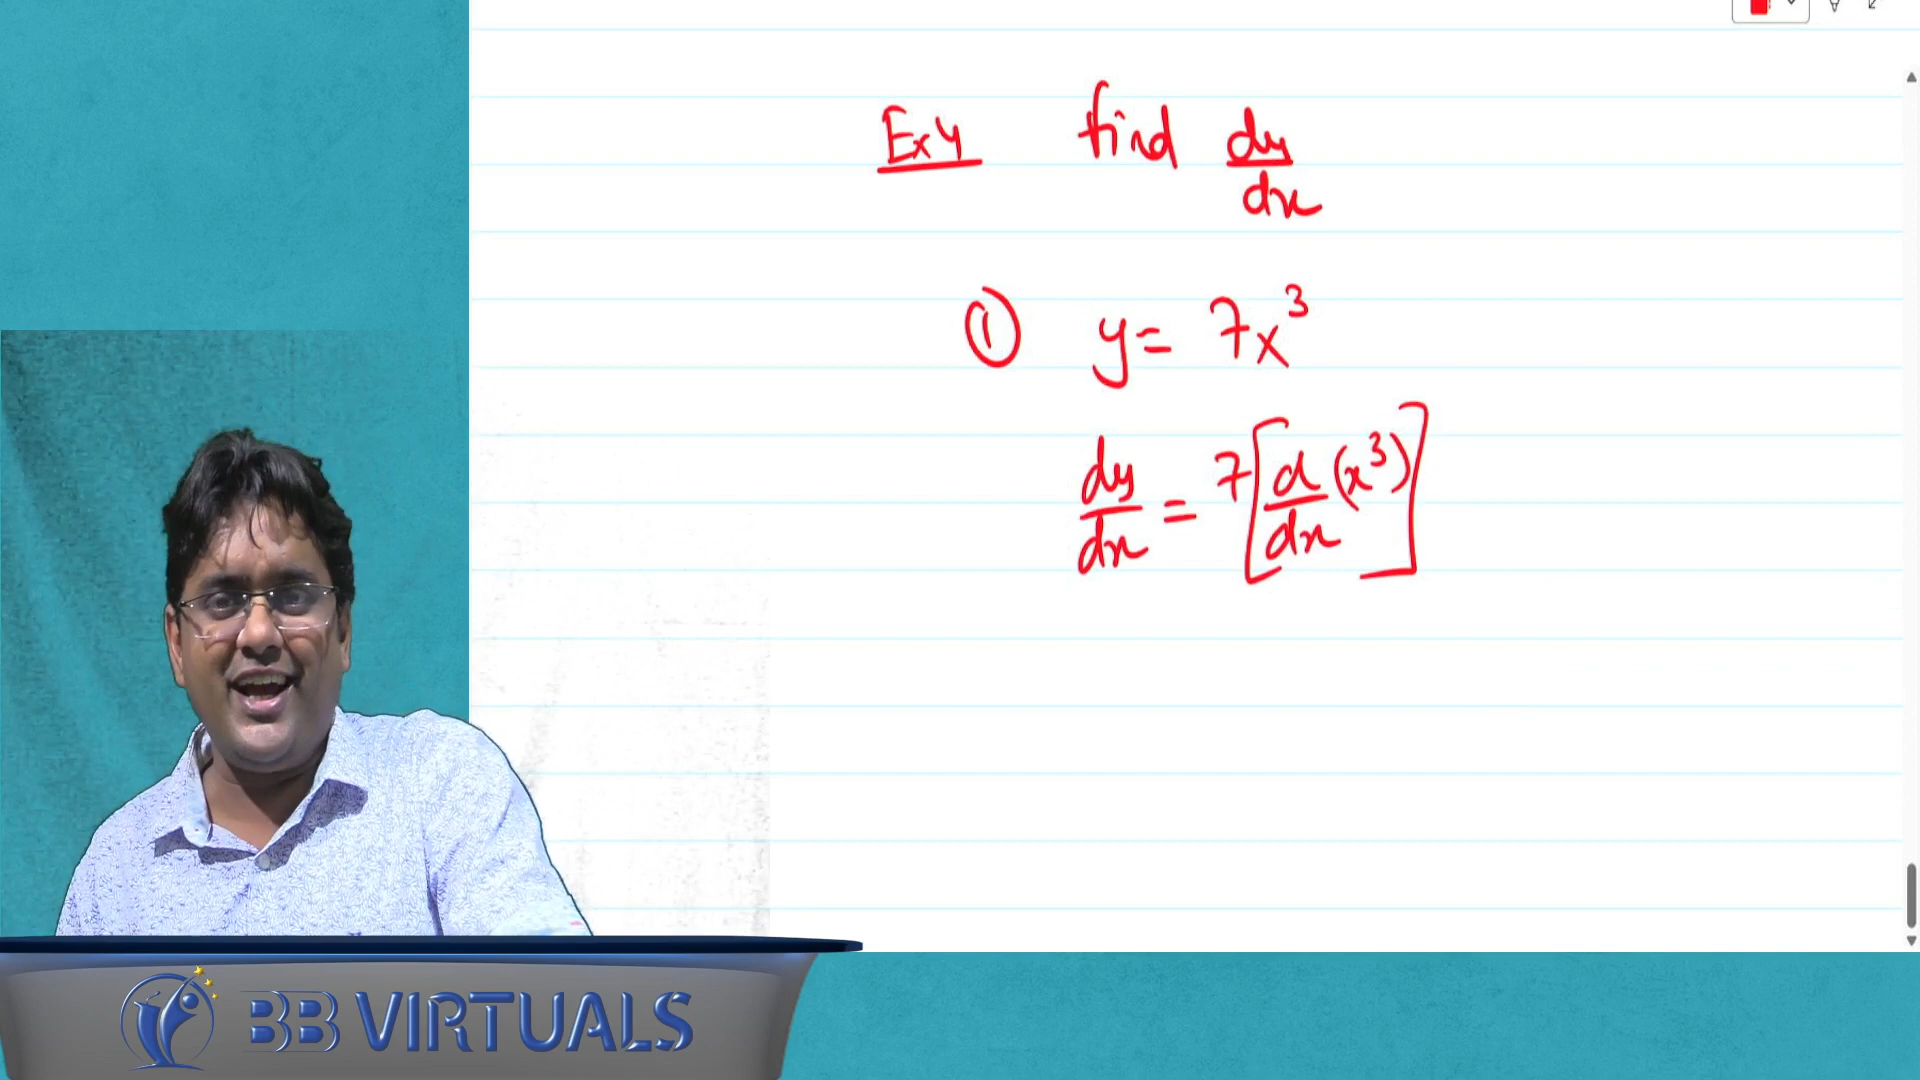 Ex 4 find dy/dx
① y = 7x³
dy/dx = 7[d/dx (x³)]
BB VIRTUALS